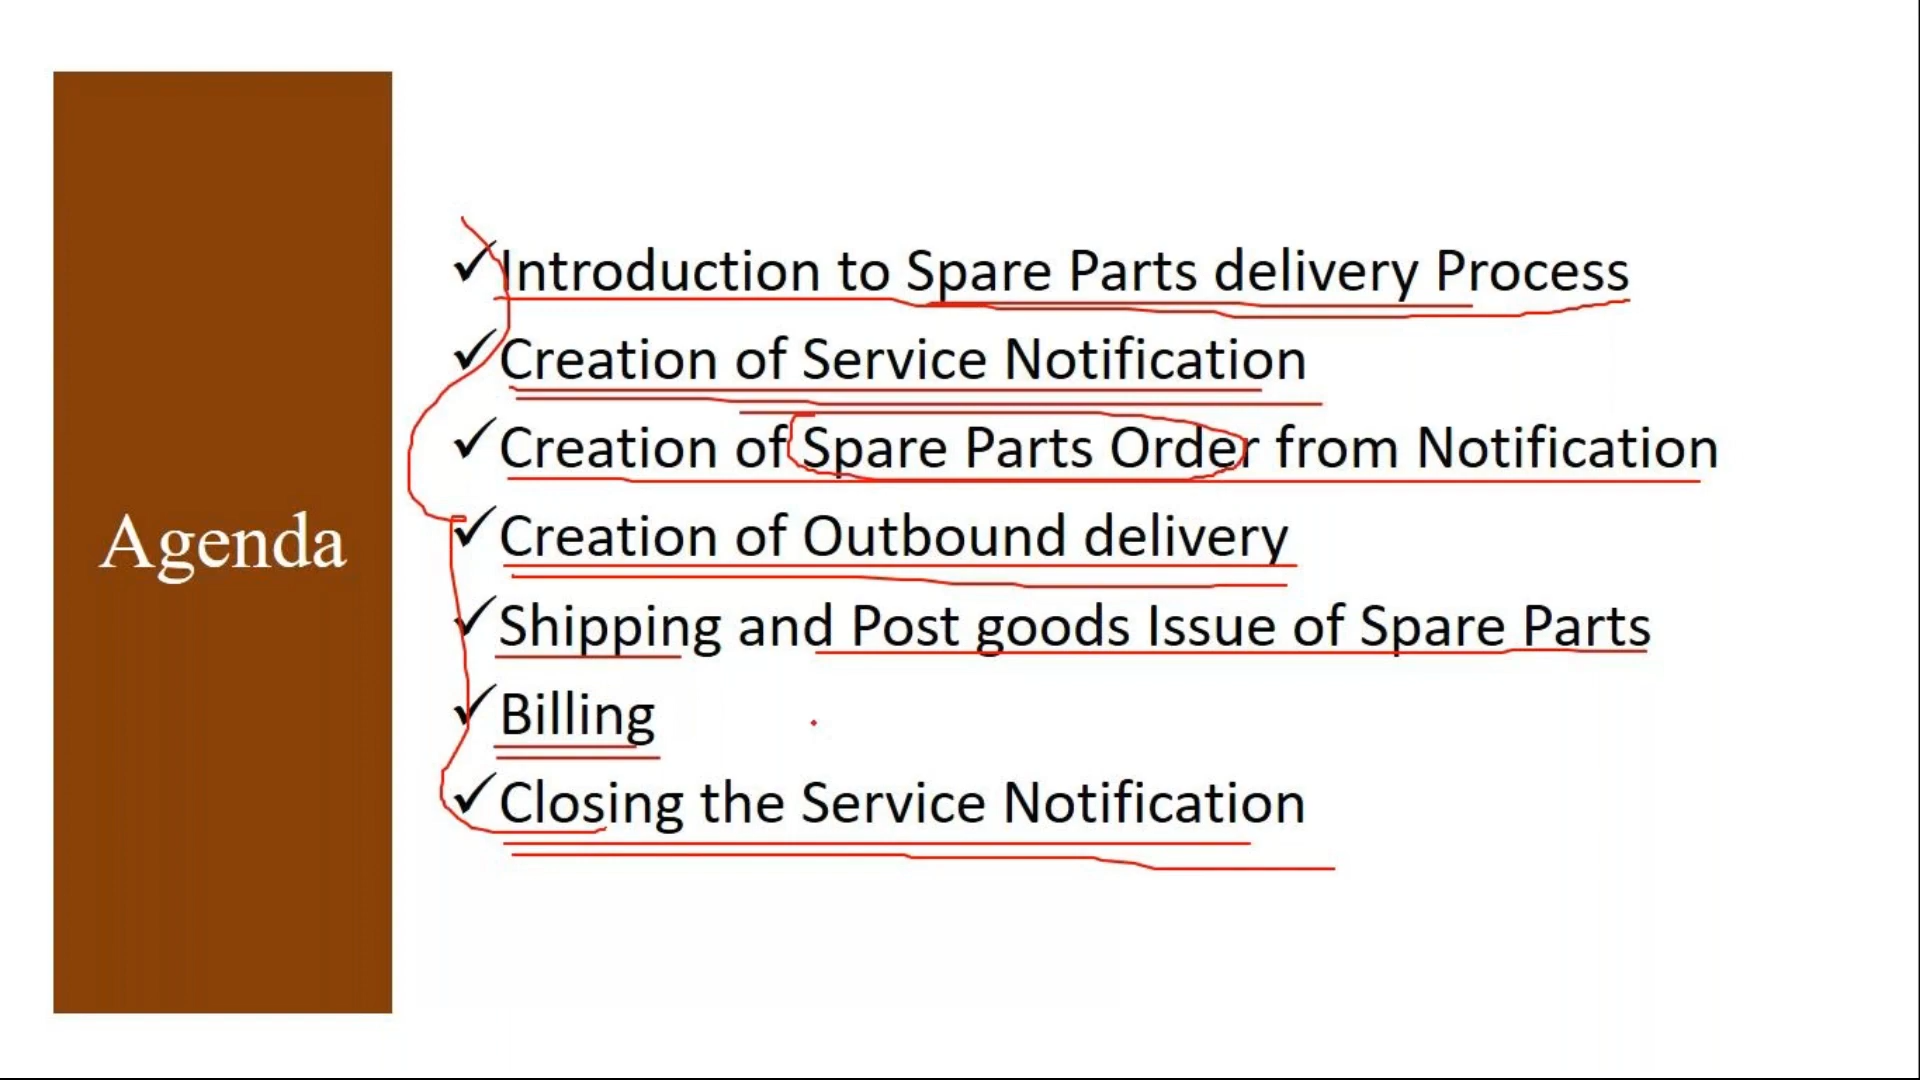 Agenda
✓Introduction to Spare Parts delivery Process
✓Creation of Service Notification
✓Creation of Spare Parts Order from Notification
✓Creation of Outbound delivery
✓Shipping and Post goods Issue of Spare Parts
✓Billing
✓Closing the Service Notification